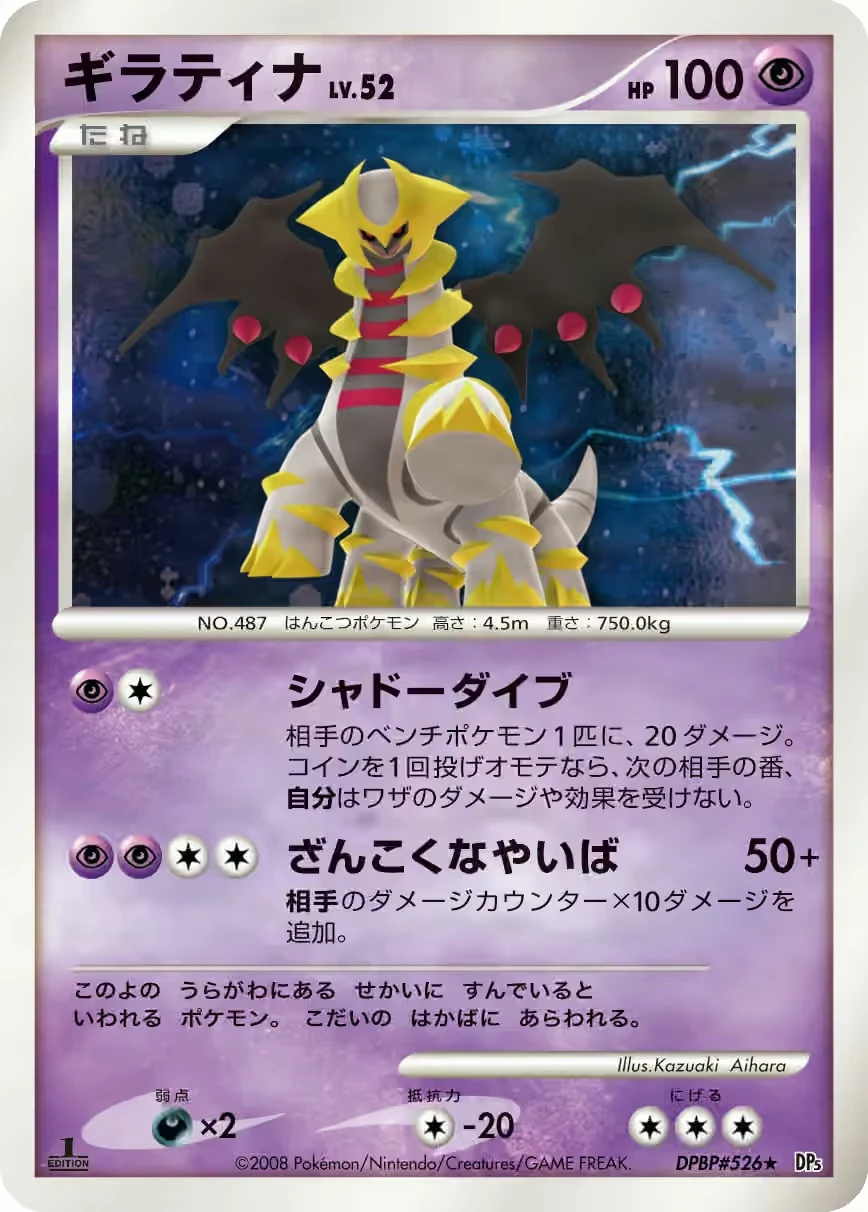 ギラティナ LV.52 HP 100
たね
NO.487 はんこつポケモン 高さ:4.5m 重さ:750.0kg
シャドーダイブ
相手のベンチポケモン1匹に、20ダメージ。
コインを1回投げオモテなら、次の相手の番、
自分はワザのダメージや効果を受けない。
ざんこくなやいば 50+
相手のダメージカウンター×10ダメージを
追加。
このよの うらがわにある せかいに すんでいると
いわれる ポケモン。 こだいの はかばに あらわれる。
Illus.Kazuaki Aihara
弱点 抵抗力 にげる
×2 -20
1 EDITION ©2008 Pokémon/Nintendo/Creatures/GAME FREAK. DPBP#526★ DP5